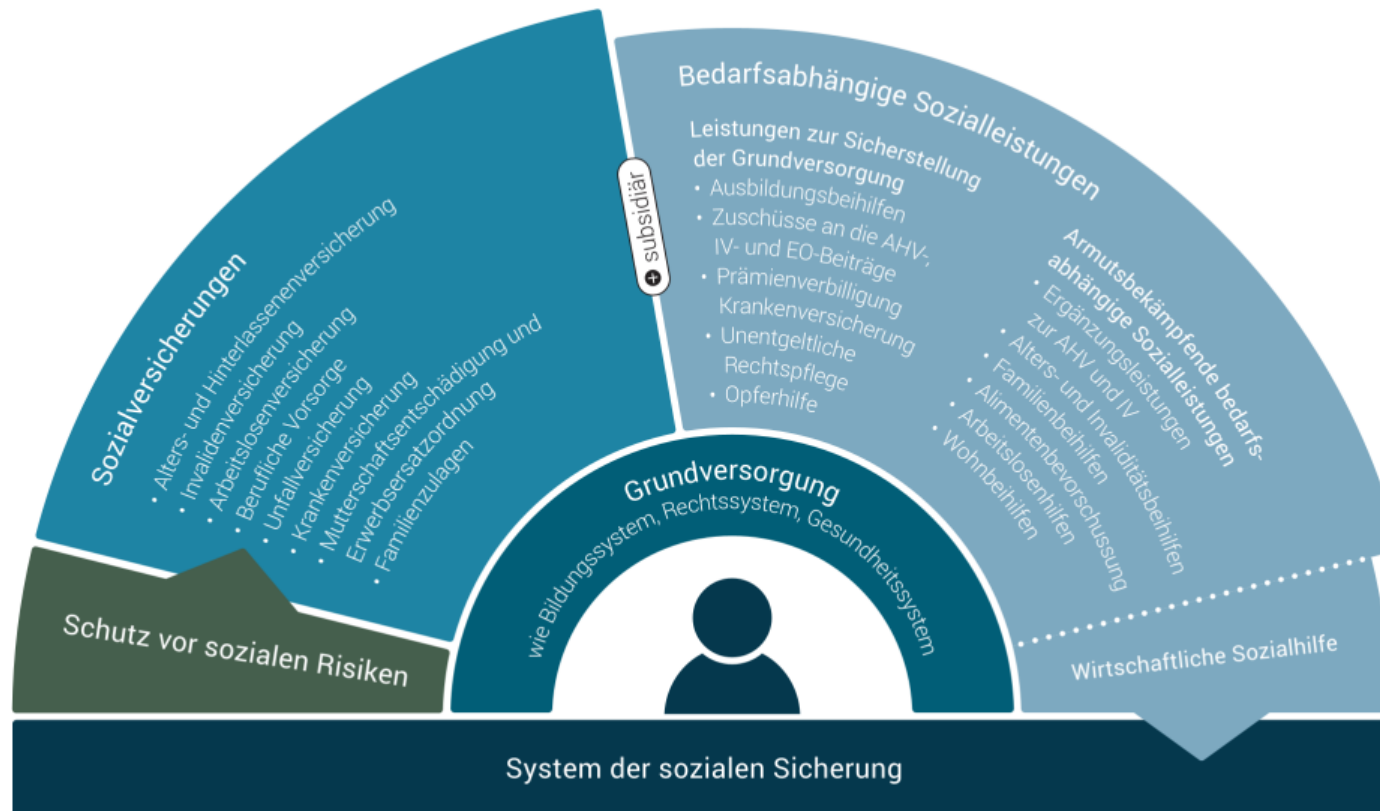 Sozialversicherungen
• Alters- und Hinterlassenenversicherung
• Invalidenversicherung
• Arbeitslosenversicherung
• Berufliche Vorsorge
• Unfallversicherung
• Krankenversicherung
• Mutterschaftsentschädigung und
Erwerbsersatzordnung
• Familienzulagen
subsidiär
Bedarfsabhängige Sozialleistungen
Leistungen zur Sicherstellung
der Grundversorgung
• Ausbildungsbeihilfen
• Zuschüsse an die AHV-,
IV- und EO-Beiträge
• Prämienverbilligung
Krankenversicherung
• Unentgeltliche
Rechtspflege
• Opferhilfe
Armutsbekämpfende bedarfs-
abhängige Sozialleistungen
• Ergänzungsleistungen
zur AHV und IV
• Alters- und Invaliditätsbeihilfen
• Familienbeihilfen
• Alimentenbevorschussung
• Arbeitslosenhilfen
• Wohnbeihilfen
Grundversorgung
wie Bildungssystem, Rechtssystem, Gesundheitssystem
Schutz vor sozialen Risiken
Wirtschaftliche Sozialhilfe
System der sozialen Sicherung